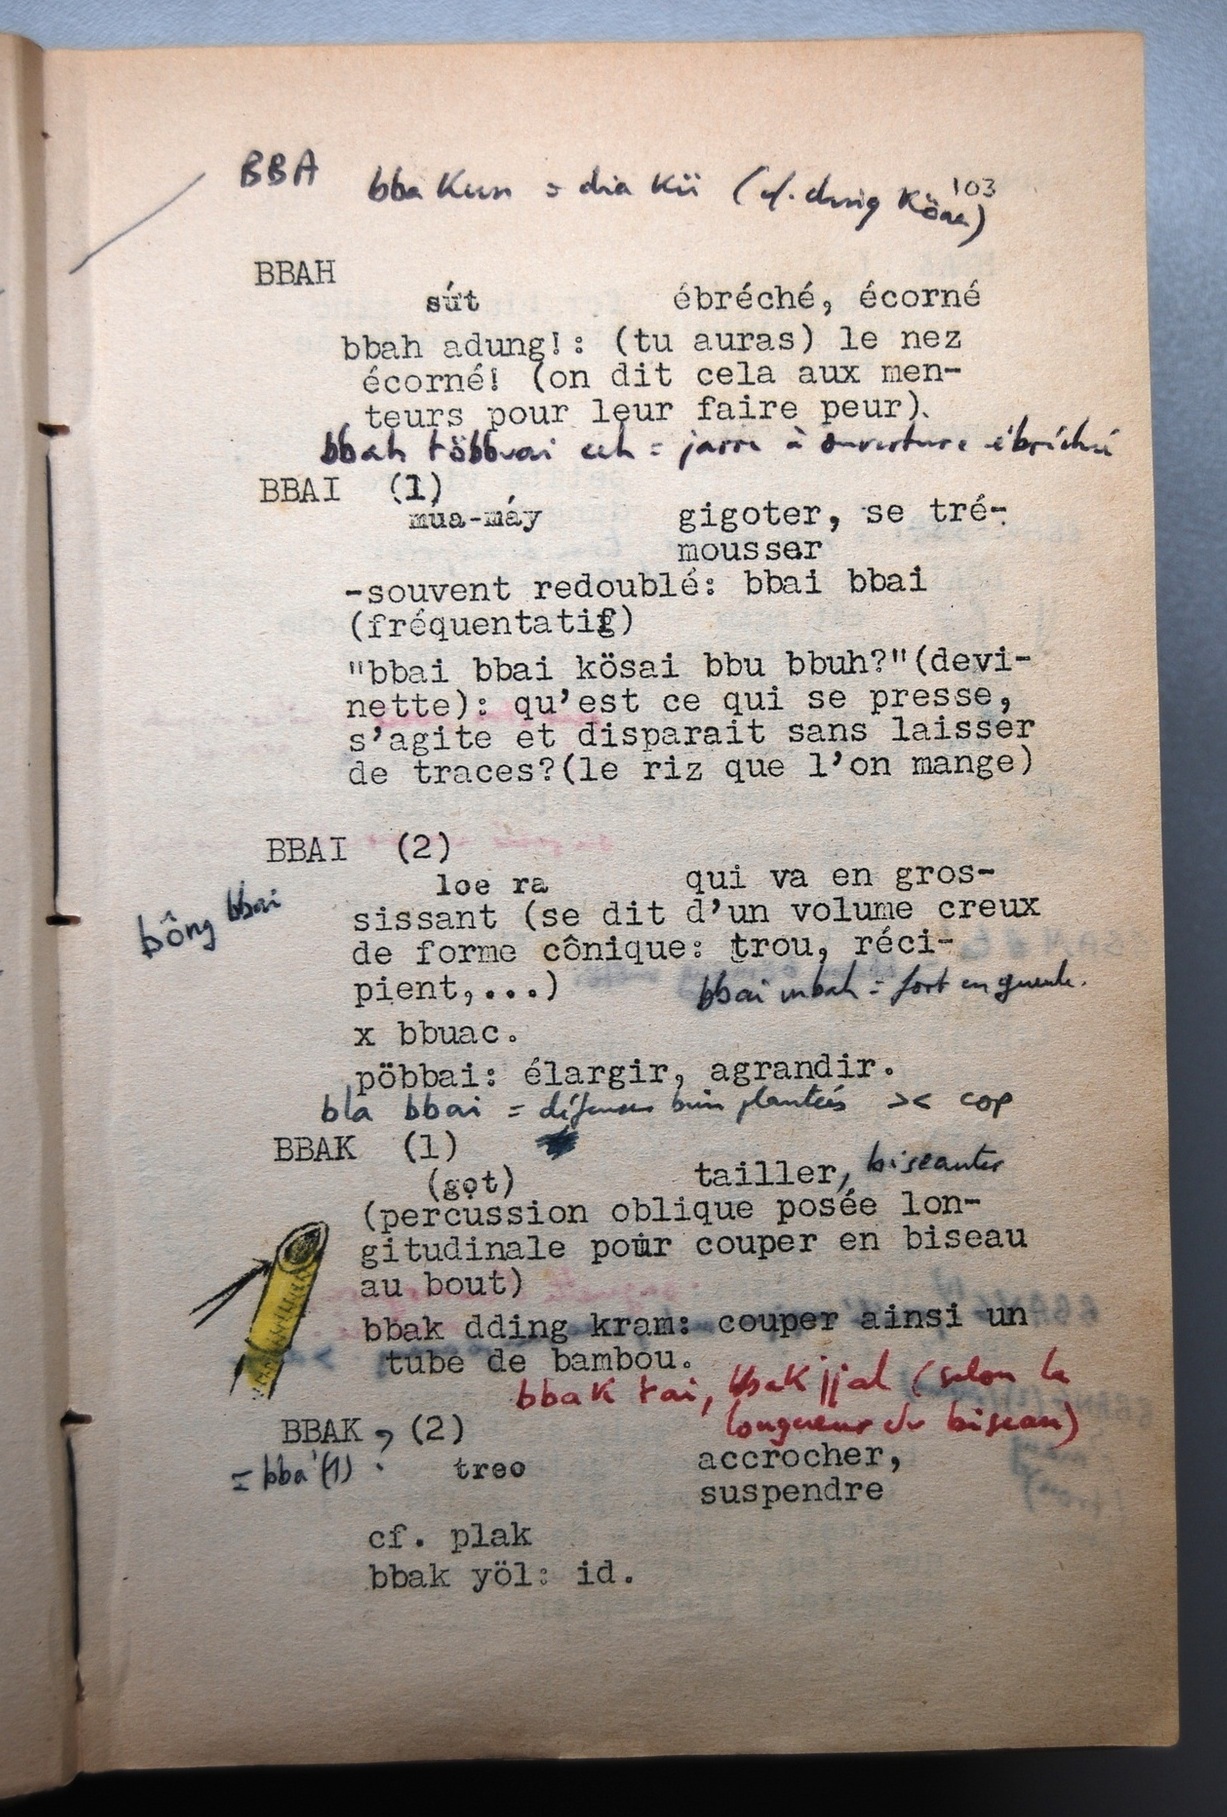 BBA bba Kun = dia Kii (cf. dung Köna)
103
BBAH
sút ébréché, écorné
bbah adung!: (tu auras) le nez
écorné! (on dit cela aux men-
teurs pour leur faire peur).
bbah többuai ceh = jarre à ouverture ébréchée
BBAI (1)
múa-máy gigoter, se tré-
mousser
-souvent redoublé: bbai bbai
(fréquentatif)
"bbai bbai kösai bbu bbuh?"(devi-
nette): qu'est ce qui se presse,
s'agite et disparait sans laisser
de traces?(le riz que l'on mange)
BBAI (2)
loe ra qui va en gros-
bông bbai
sissant (se dit d'un volume creux
de forme cônique: trou, réci-
pient,...) bbai mbah = fort en gueule.
x bbuac.
pöbbai: élargir, agrandir.
bla bbai = défenses bien plantées >< cop
BBAK (1)
(gọt) tailler, biseauter
(percussion oblique posée lon-
gitudinale pour couper en biseau
au bout)
bbak dding kram: couper ainsi un
tube de bambou.
bbak tai, bbak jjal (selon la
longueur du biseau)
BBAK ? (2)
= bba'(1) treo accrocher,
suspendre
cf. plak
bbak yöl: id.